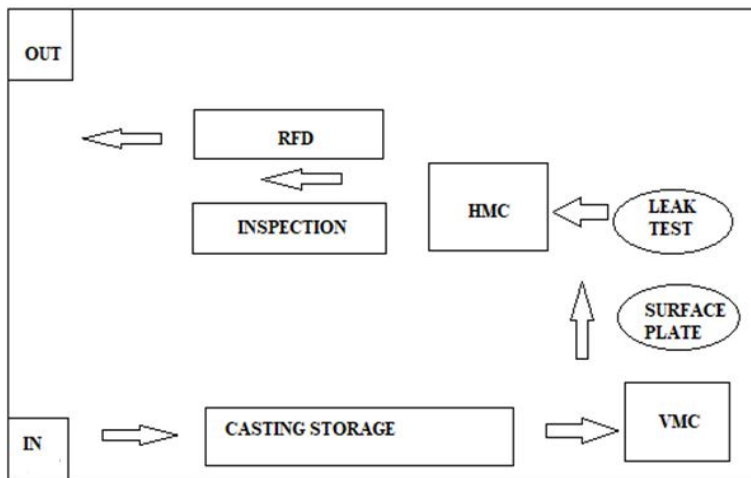 OUT
RFD
INSPECTION
HMC
LEAK
TEST
SURFACE
PLATE
IN
CASTING STORAGE
VMC